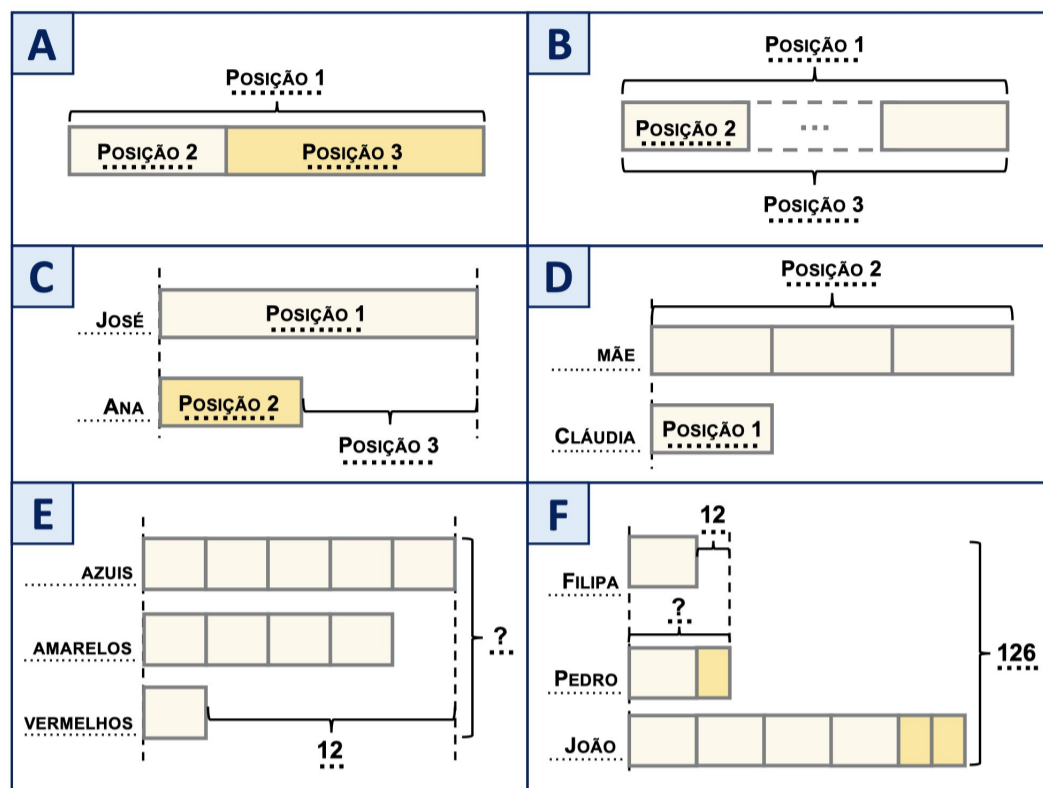 A
POSIÇÃO 1
POSIÇÃO 2 POSIÇÃO 3
B
POSIÇÃO 1
POSIÇÃO 2 ...
POSIÇÃO 3
C
JOSÉ POSIÇÃO 1
ANA POSIÇÃO 2
POSIÇÃO 3
D
POSIÇÃO 2
MÃE
CLÁUDIA POSIÇÃO 1
E
AZUIS
AMARELOS ?
VERMELHOS
12
F
12
FILIPA
?
126
PEDRO
JOÃO